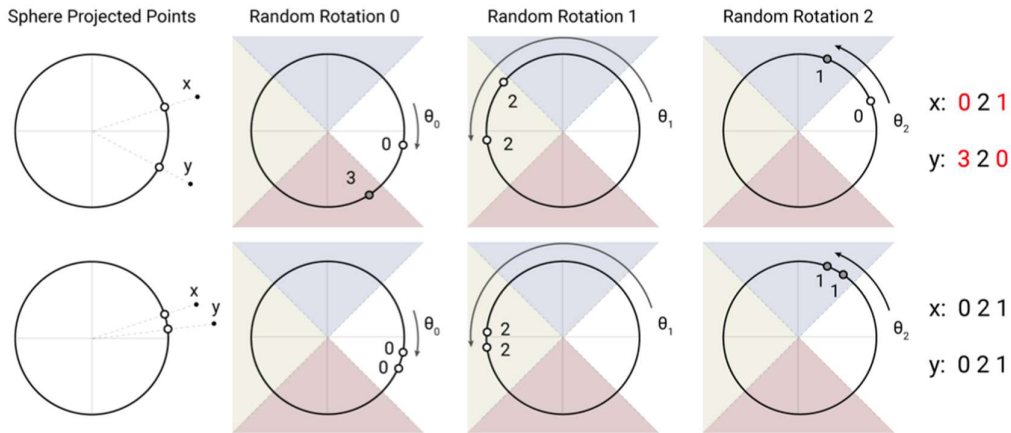 Sphere Projected Points
Random Rotation 0
Random Rotation 1
Random Rotation 2
x
y
0
3
θ0
2
2
θ1
1
0
θ2
x: 0 2 1
y: 3 2 0
x
y
0
0
θ0
2
2
θ1
1
1
θ2
x: 0 2 1
y: 0 2 1